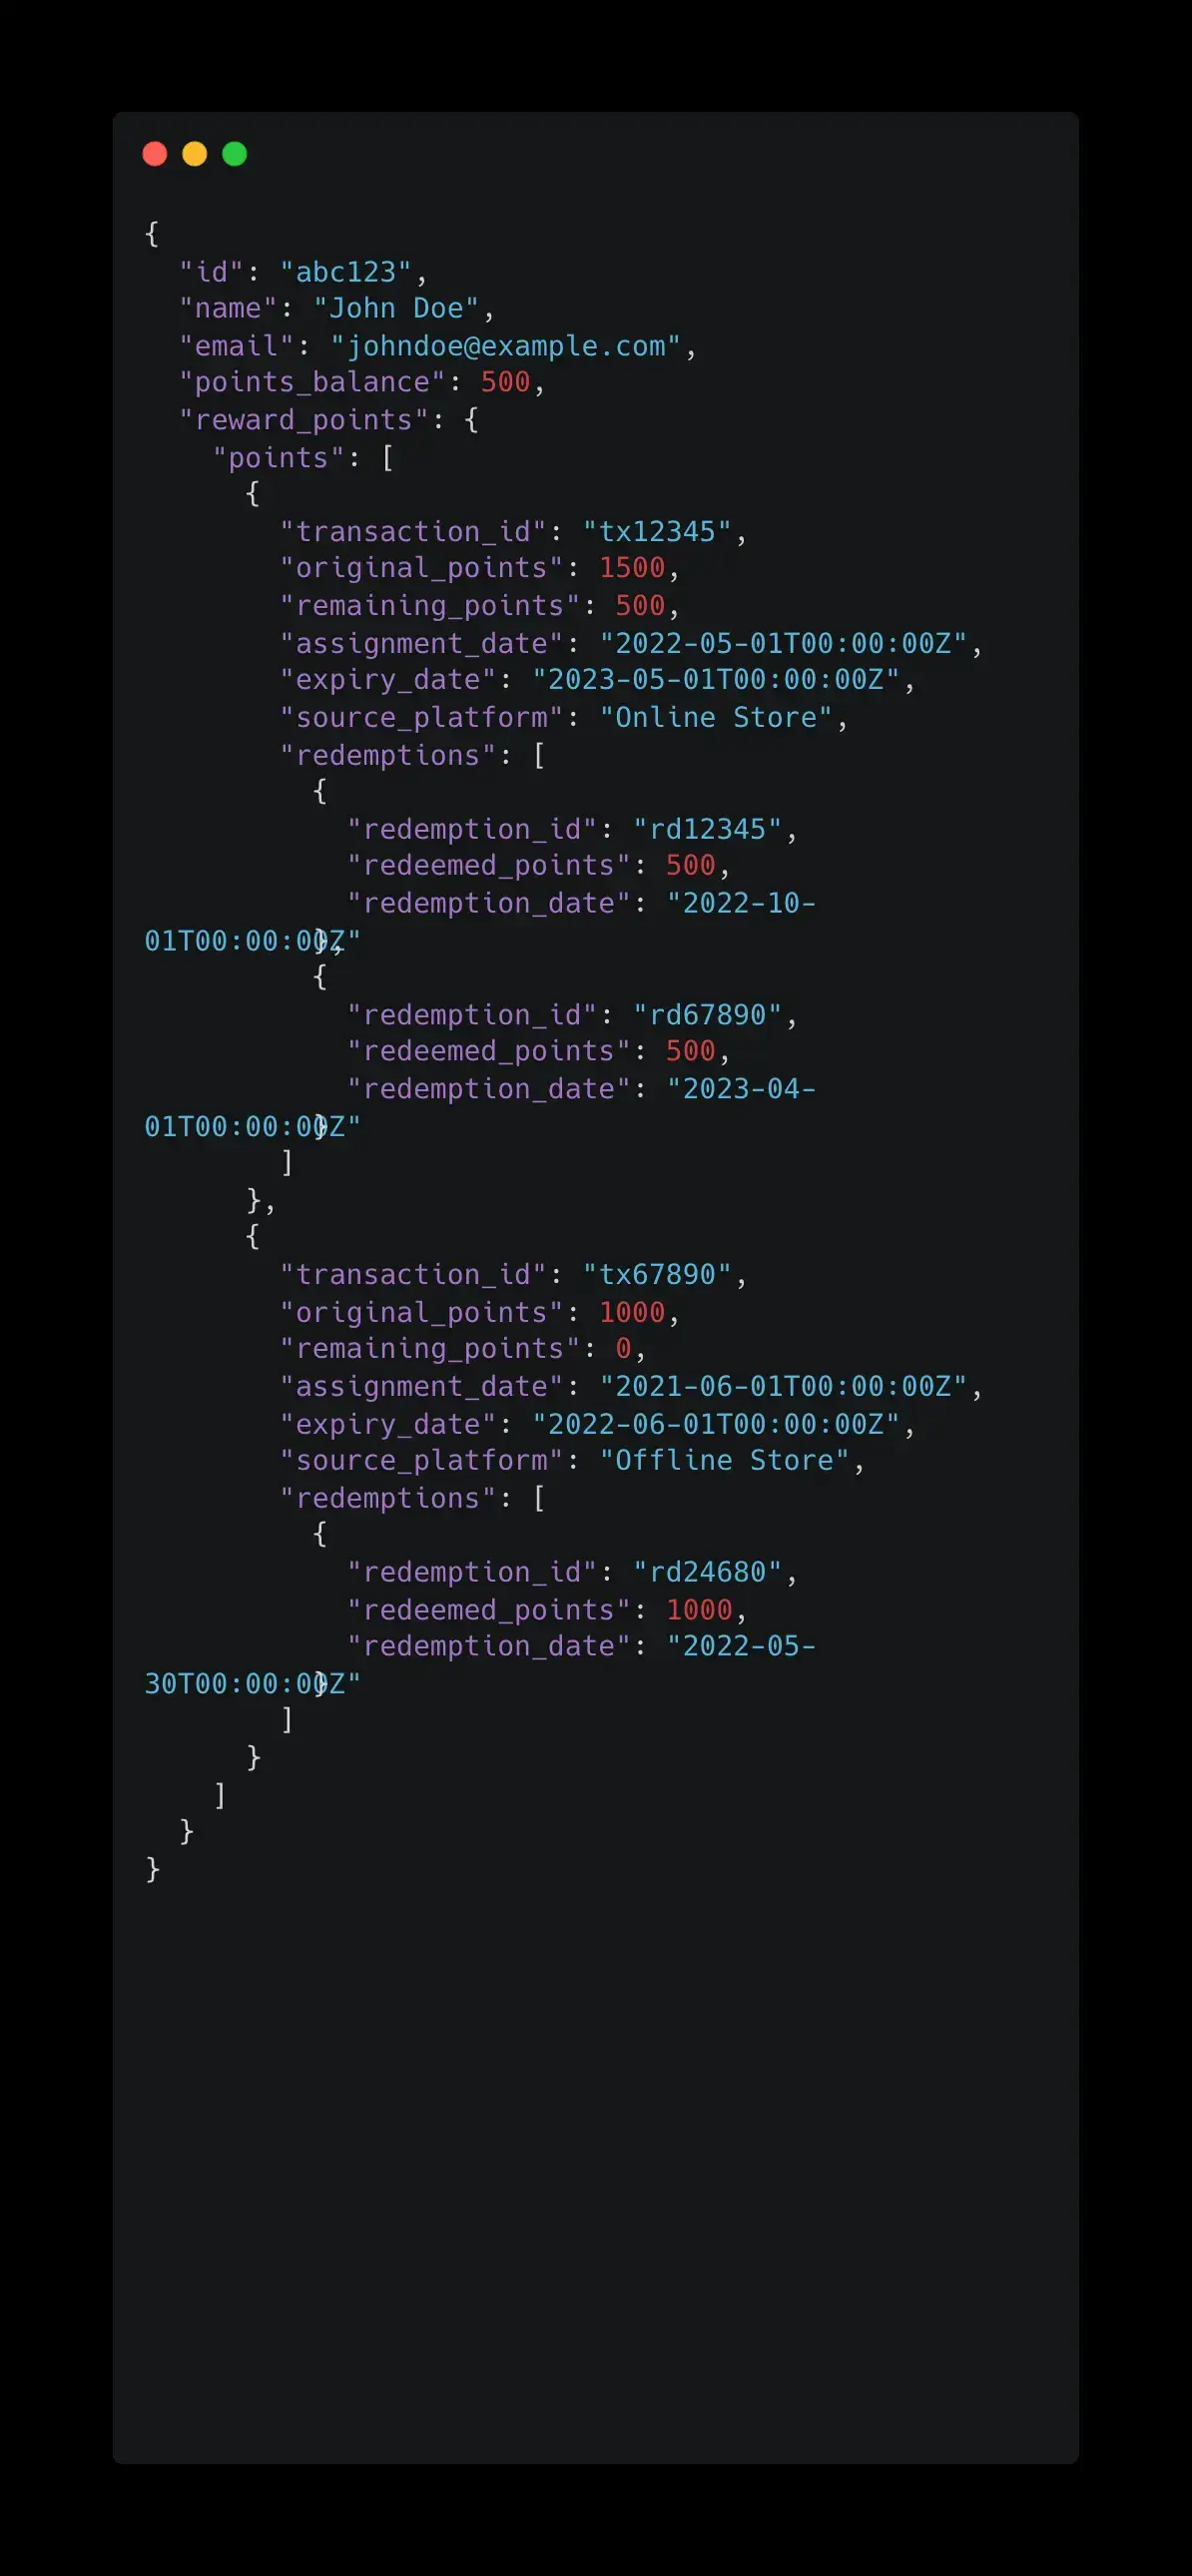 {
  "id": "abc123",
  "name": "John Doe",
  "email": "johndoe@example.com",
  "points_balance": 500,
  "reward_points": {
    "points": [
      {
        "transaction_id": "tx12345",
        "original_points": 1500,
        "remaining_points": 500,
        "assignment_date": "2022-05-01T00:00:00Z",
        "expiry_date": "2023-05-01T00:00:00Z",
        "source_platform": "Online Store",
        "redemptions": [
          {
            "redemption_id": "rd12345",
            "redeemed_points": 500,
            "redemption_date": "2022-10-
01T00:00:00Z"
          },
          {
            "redemption_id": "rd67890",
            "redeemed_points": 500,
            "redemption_date": "2023-04-
01T00:00:00Z"
          }
        ]
      },
      {
        "transaction_id": "tx67890",
        "original_points": 1000,
        "remaining_points": 0,
        "assignment_date": "2021-06-01T00:00:00Z",
        "expiry_date": "2022-06-01T00:00:00Z",
        "source_platform": "Offline Store",
        "redemptions": [
          {
            "redemption_id": "rd24680",
            "redeemed_points": 1000,
            "redemption_date": "2022-05-
30T00:00:00Z"
          }
        ]
      }
    ]
  }
}